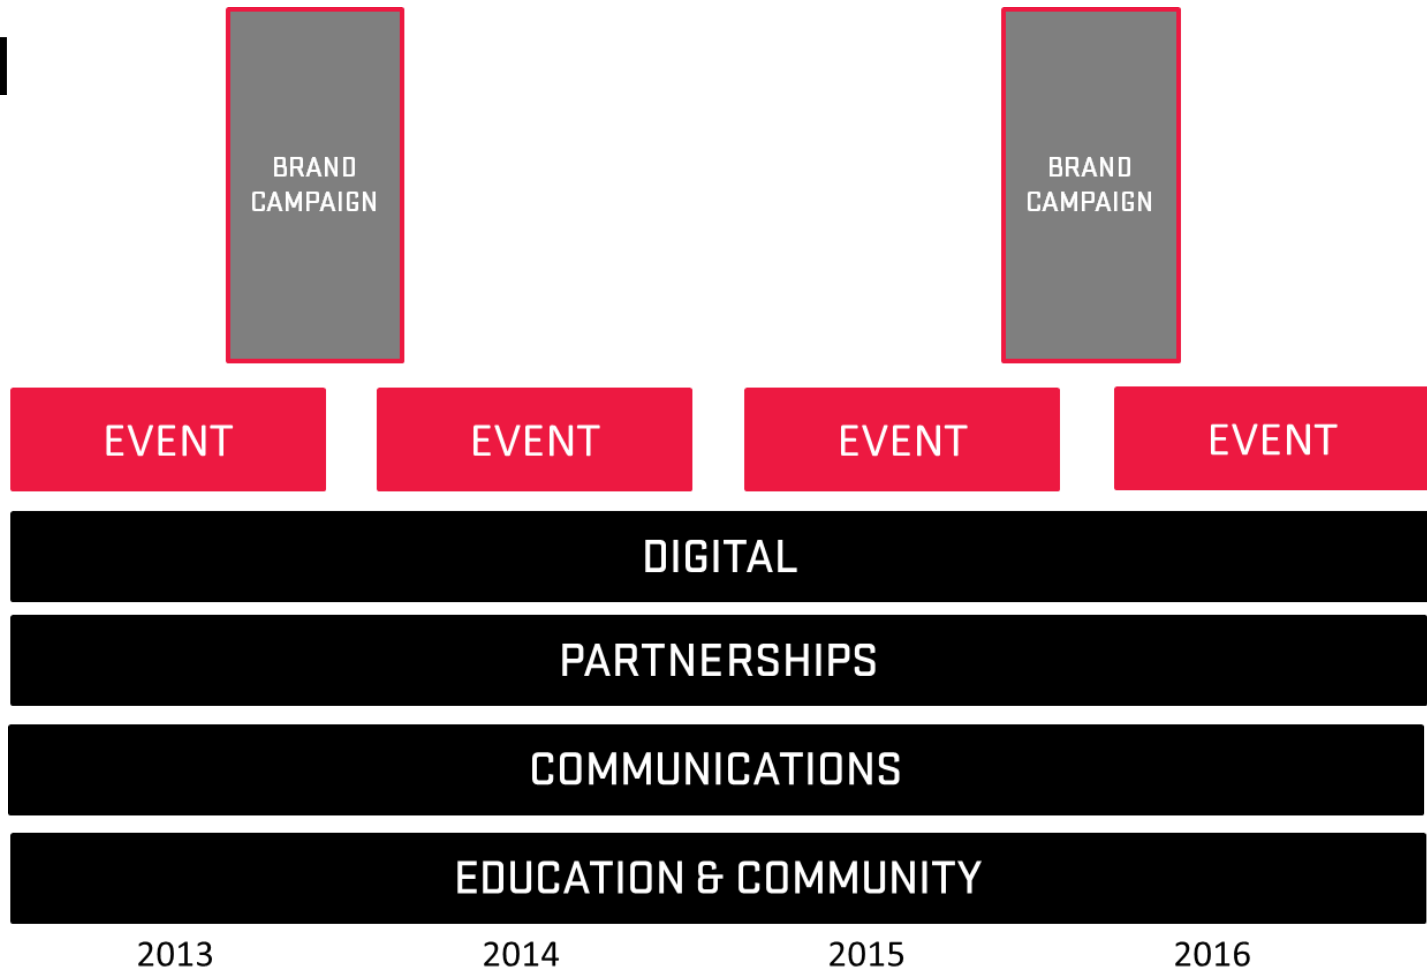 BRAND
CAMPAIGN
BRAND
CAMPAIGN
EVENT
EVENT
EVENT
EVENT
DIGITAL
PARTNERSHIPS
COMMUNICATIONS
EDUCATION & COMMUNITY
2013
2014
2015
2016